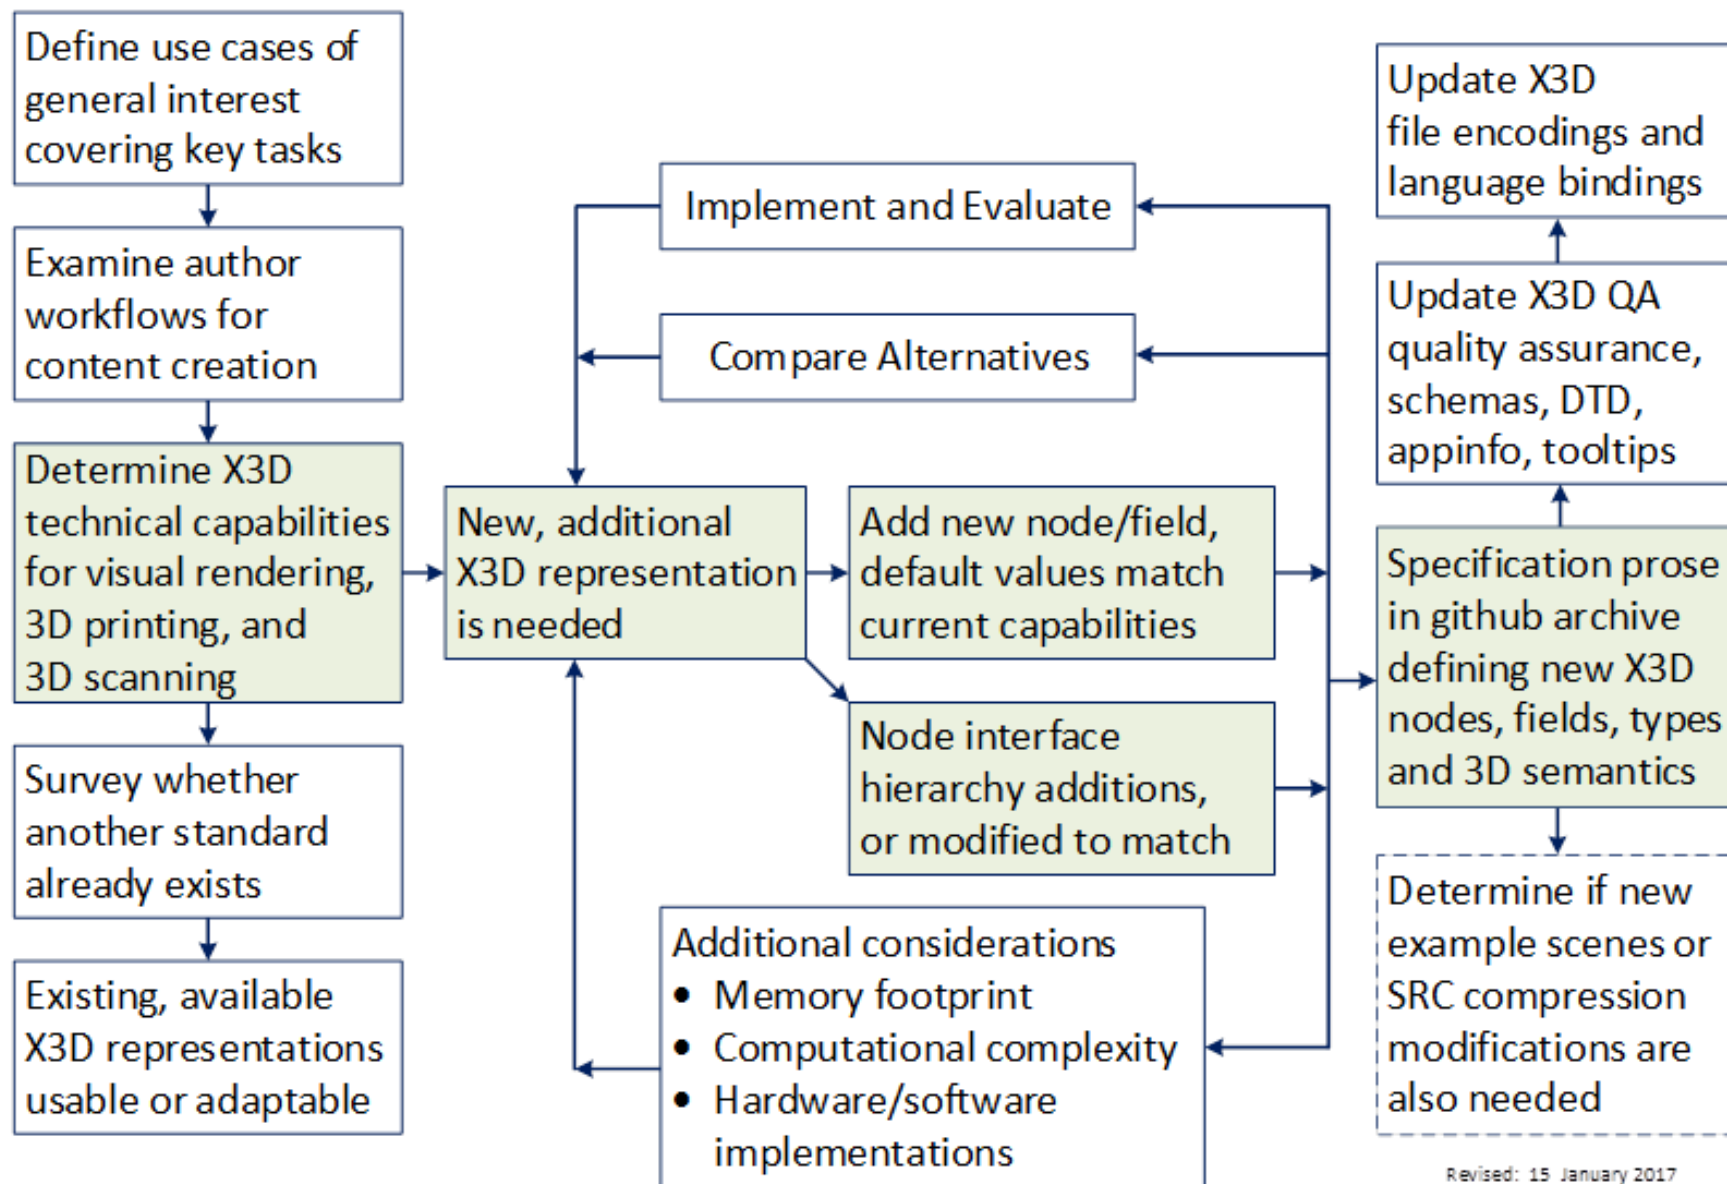 Define use cases of
general interest
covering key tasks
Examine author
workflows for
content creation
Determine X3D
technical capabilities
for visual rendering,
3D printing, and
3D scanning
Survey whether
another standard
already exists
Existing, available
X3D representations
usable or adaptable
Implement and Evaluate
Compare Alternatives
New, additional
X3D representation
is needed
Add new node/field,
default values match
current capabilities
Node interface
hierarchy additions,
or modified to match
Additional considerations
• Memory footprint
• Computational complexity
• Hardware/software
implementations
Update X3D
file encodings and
language bindings
Update X3D QA
quality assurance,
schemas, DTD,
appinfo, tooltips
Specification prose
in github archive
defining new X3D
nodes, fields, types
and 3D semantics
Determine if new
example scenes or
SRC compression
modifications are
also needed
Revised: 15 January 2017